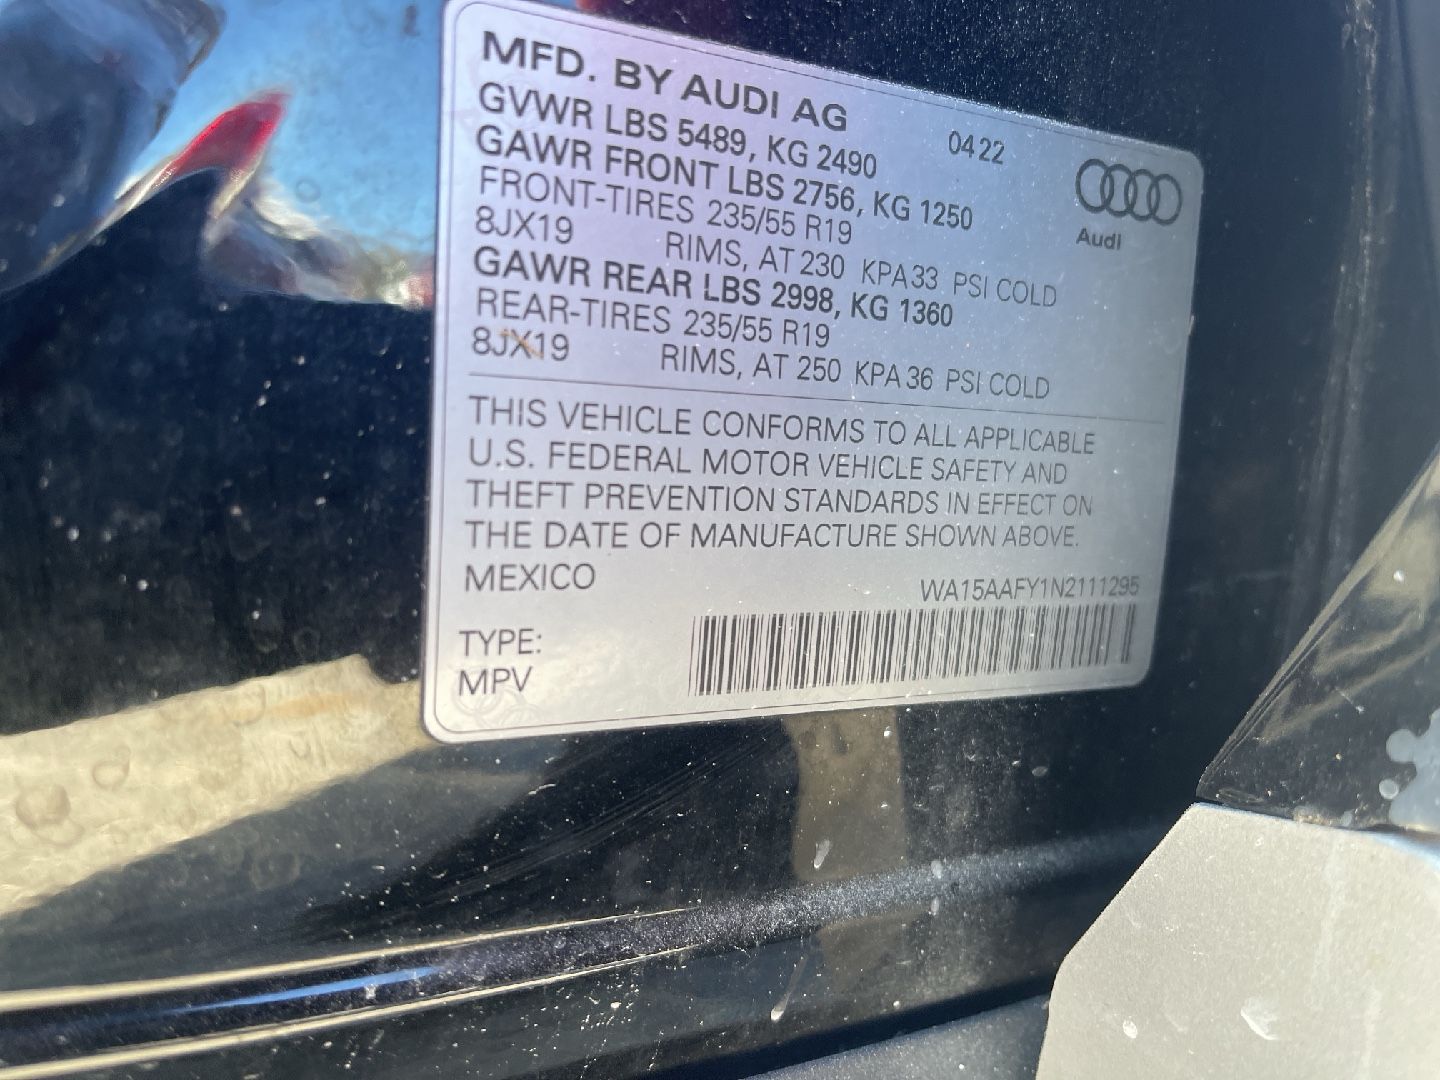 MFD. BY AUDI AG 0422
GVWR LBS 5489, KG 2490
GAWR FRONT LBS 2756, KG 1250
FRONT-TIRES 235/55 R19
8JX19 RIMS, AT 230 KPA 33 PSI COLD
GAWR REAR LBS 2998, KG 1360
REAR-TIRES 235/55 R19
8JX19 RIMS, AT 250 KPA 36 PSI COLD
Audi
THIS VEHICLE CONFORMS TO ALL APPLICABLE
U.S. FEDERAL MOTOR VEHICLE SAFETY AND
THEFT PREVENTION STANDARDS IN EFFECT ON
THE DATE OF MANUFACTURE SHOWN ABOVE.
MEXICO WA15AAFY1N2111295
TYPE:
MPV